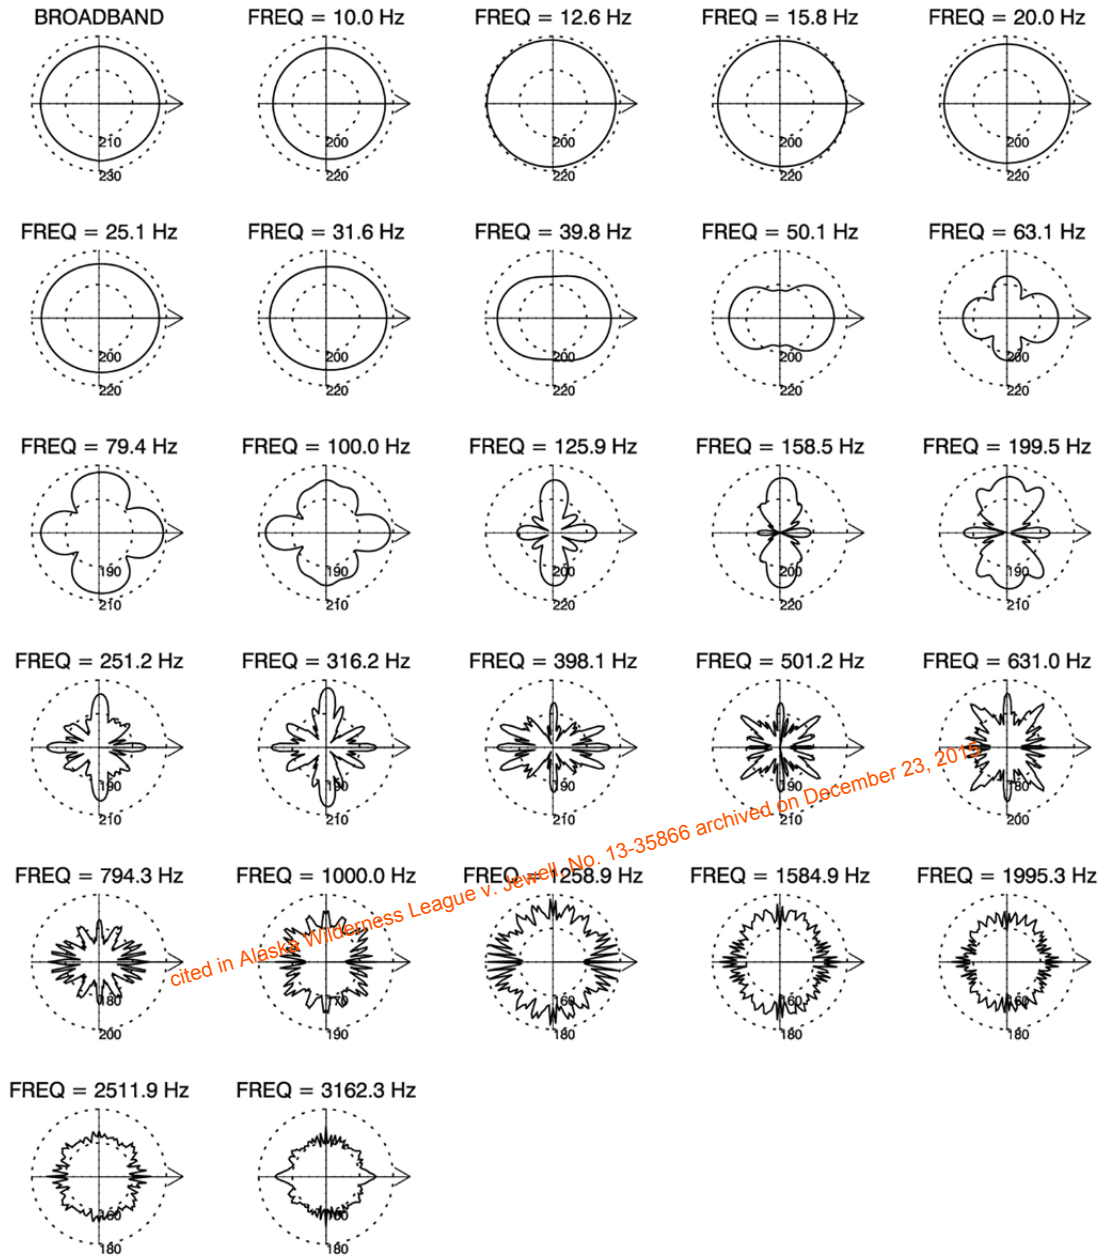 BROADBAND FREQ = 10.0 Hz FREQ = 12.6 Hz FREQ = 15.8 Hz FREQ = 20.0 Hz
210 200 200 200 200
230 220 220 220 220
FREQ = 25.1 Hz FREQ = 31.6 Hz FREQ = 39.8 Hz FREQ = 50.1 Hz FREQ = 63.1 Hz
200 200 200 200 200
220 220 220 220 220
FREQ = 79.4 Hz FREQ = 100.0 Hz FREQ = 125.9 Hz FREQ = 158.5 Hz FREQ = 199.5 Hz
190 190 200 200 190
210 210 220 220 210
FREQ = 251.2 Hz FREQ = 316.2 Hz FREQ = 398.1 Hz FREQ = 501.2 Hz FREQ = 631.0 Hz
190 190 190 190 180
210 210 210 210 200
cited in Alaska Wilderness League v. Jewell, No. 13-35866 archived on December 23, 2015
FREQ = 794.3 Hz FREQ = 1000.0 Hz FREQ = 1258.9 Hz FREQ = 1584.9 Hz FREQ = 1995.3 Hz
180 170 160 160 160
200 190 180 180 180
FREQ = 2511.9 Hz FREQ = 3162.3 Hz
160 160
180 180